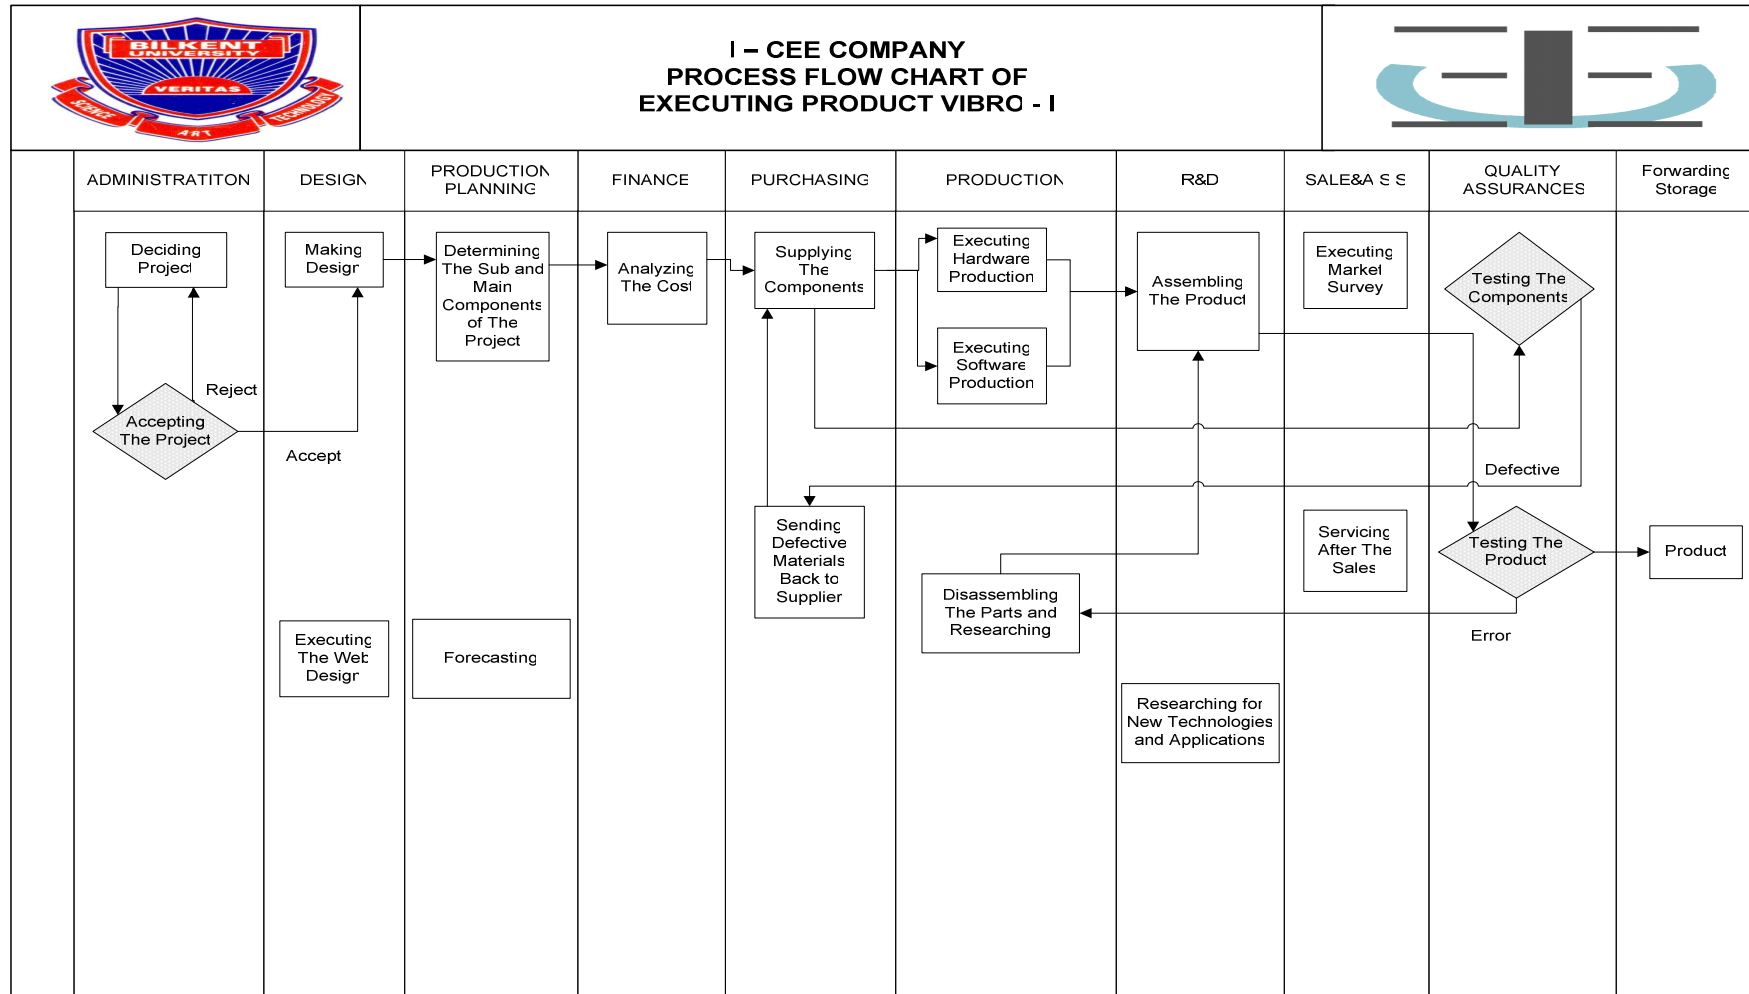 BILKENT
UNIVERSITY
VERITAS
SCIENCE
ART
TECHNOLOGY
I – CEE COMPANY
PROCESS FLOW CHART OF
EXECUTING PRODUCT VIBRO - I
ADMINISTRATITON
DESIGN
PRODUCTION
PLANNING
FINANCE
PURCHASING
PRODUCTION
R&D
SALE&A S S
QUALITY
ASSURANCES
Forwarding
Storage
Deciding
Project
Making
Design
Determining
The Sub and
Main
Components
of The
Project
Analyzing
The Cost
Supplying
The
Components
Executing
Hardware
Production
Executing
Software
Production
Assembling
The Product
Executing
Market
Survey
Testing The
Components
Reject
Accepting
The Project
Accept
Defective
Sending
Defective
Materials
Back to
Supplier
Servicing
After The
Sales
Testing The
Product
Product
Disassembling
The Parts and
Researching
Error
Executing
The Web
Design
Forecasting
Researching for
New Technologies
and Applications